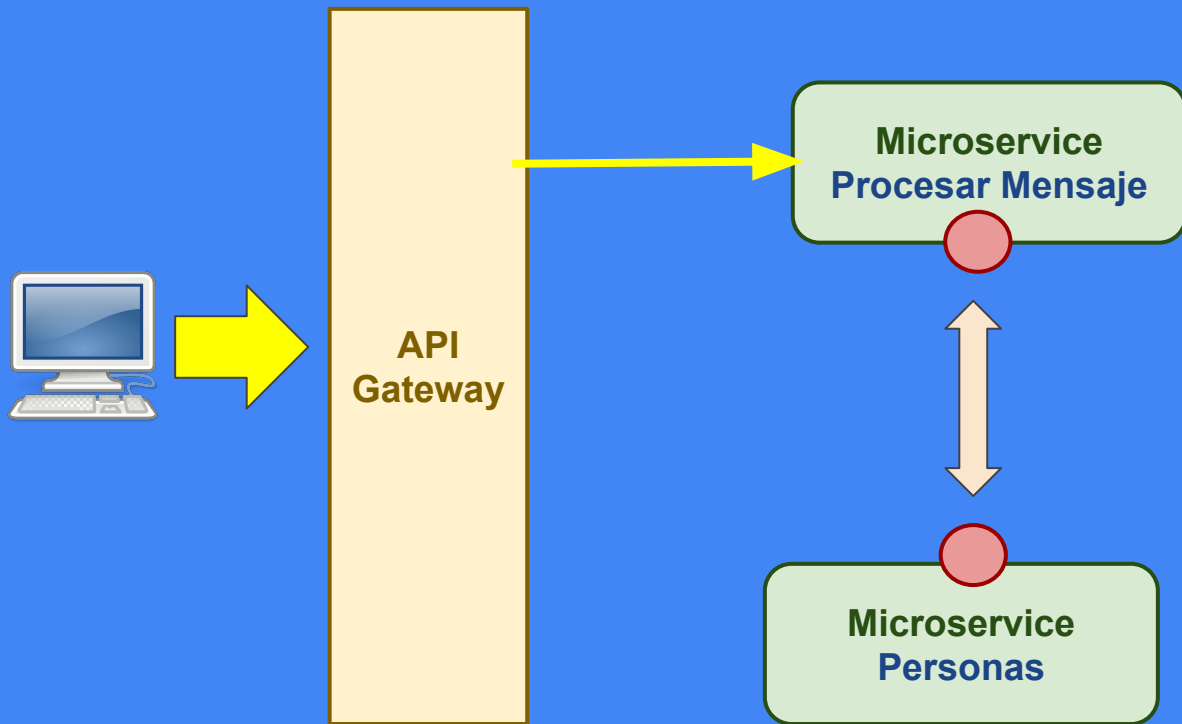 Microservice
Procesar Mensaje
API
Gateway
Microservice
Personas